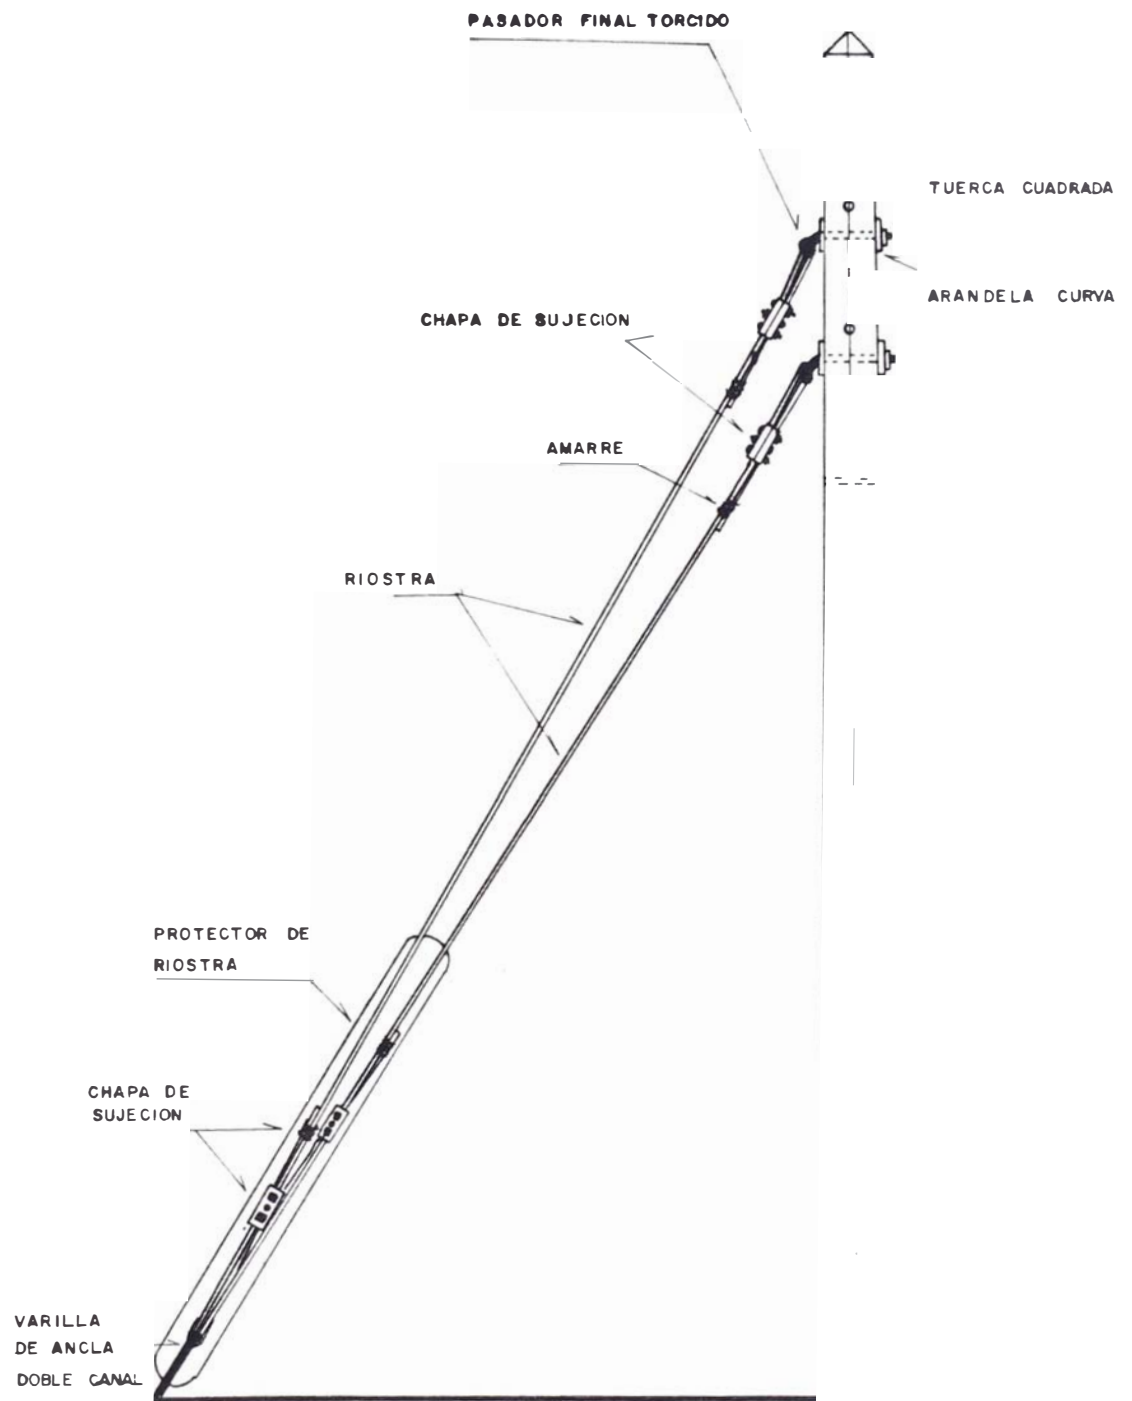 PASADOR FINAL TORCIDO
TUERCA CUADRADA
ARANDELA CURVA
CHAPA DE SUJECION
AMARRE
RIOSTRA
PROTECTOR DE
RIOSTRA
CHAPA DE
SUJECION
VARILLA
DE ANCLA
DOBLE CANAL